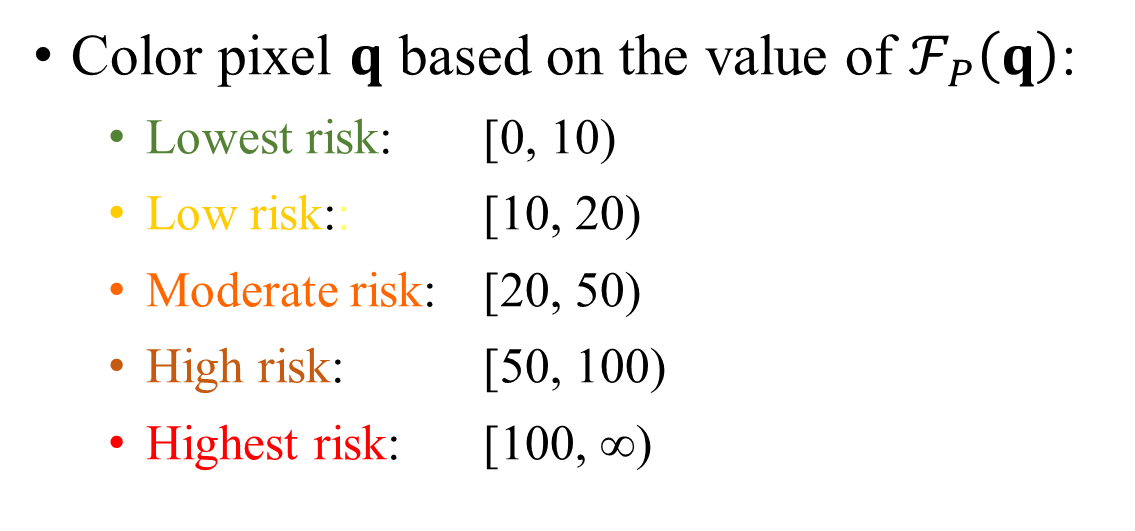 • Color pixel q based on the value of ℱ_P(q):
• Lowest risk: [0, 10)
• Low risk:: [10, 20)
• Moderate risk: [20, 50)
• High risk: [50, 100)
• Highest risk: [100, ∞)